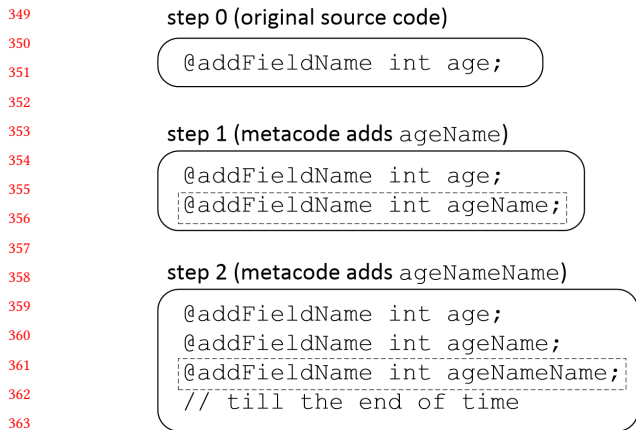 349
step 0 (original source code)
350
@addFieldName int age;
351
352
353
step 1 (metacode adds ageName)
354
@addFieldName int age;
355
@addFieldName int ageName;
356
357
358
step 2 (metacode adds ageNameName)
359
@addFieldName int age;
360
@addFieldName int ageName;
361
@addFieldName int ageNameName;
362
// till the end of time
363